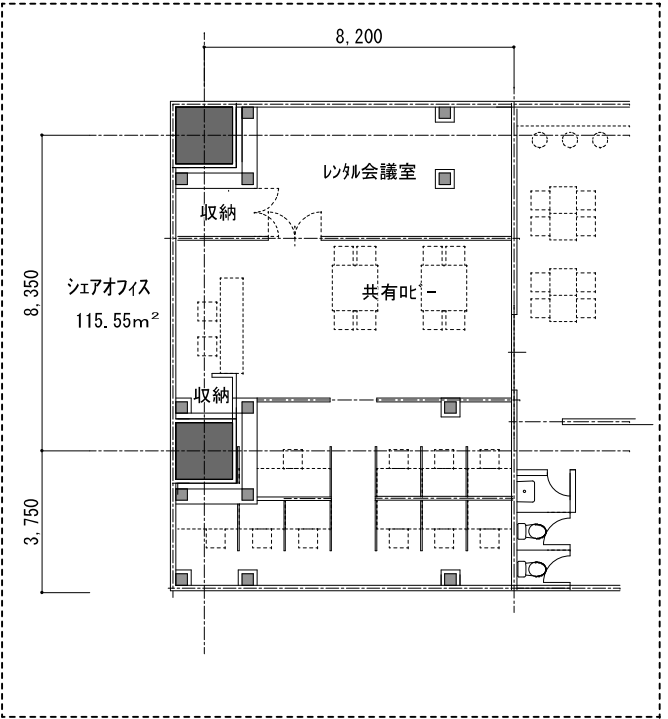 8,200
レンタル会議室
収納
シェアオフィス
115.55m²
共有ロビー
8,350
収納
3,750